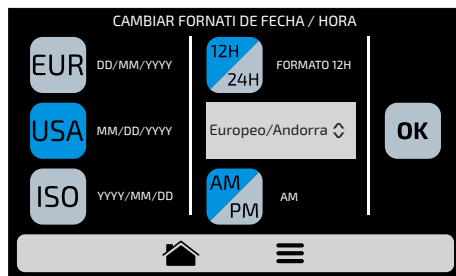 CAMBIAR FORNATI DE FECHA / HORA
EUR DD/MM/YYYY
USA MM/DD/YYYY
ISO YYYY/MM/DD
12H
24H
FORMATO 12H
Europeo/Andorra
AM
PM
AM
OK